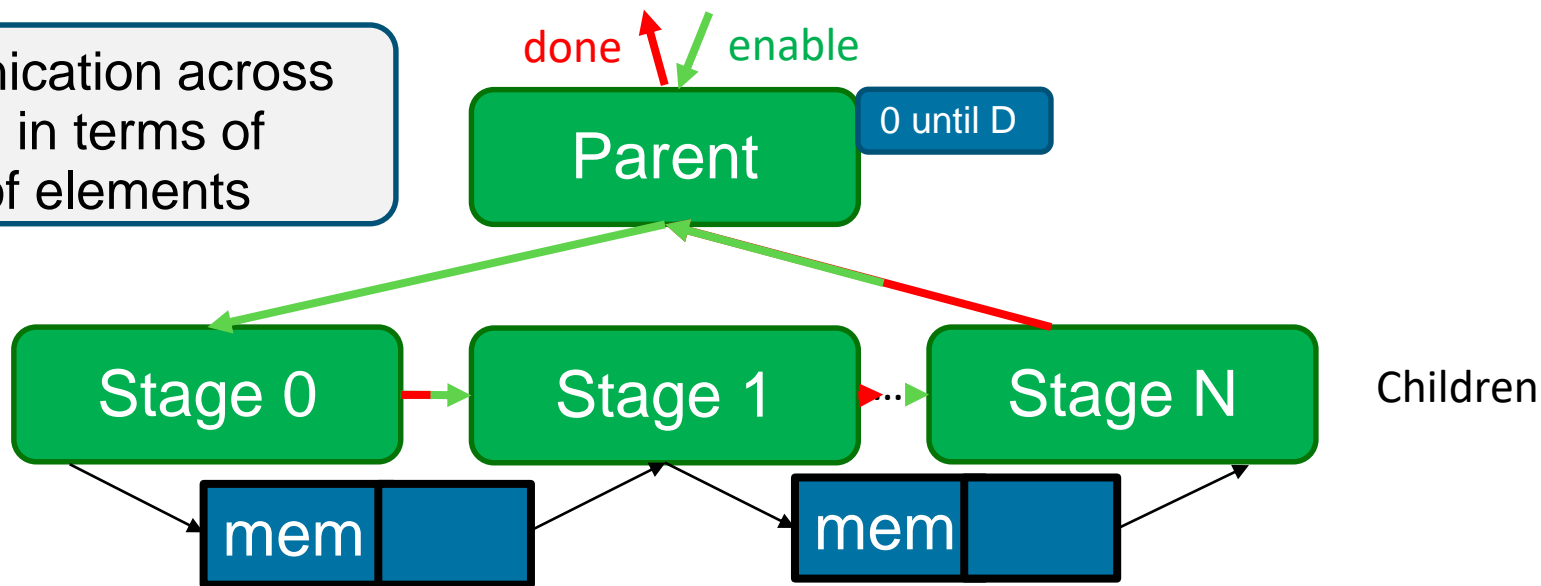 done
enable
nication across
in terms of
of elements
Parent
0 until D
Stage 0
Stage 1
...
Stage N
Children
mem
mem